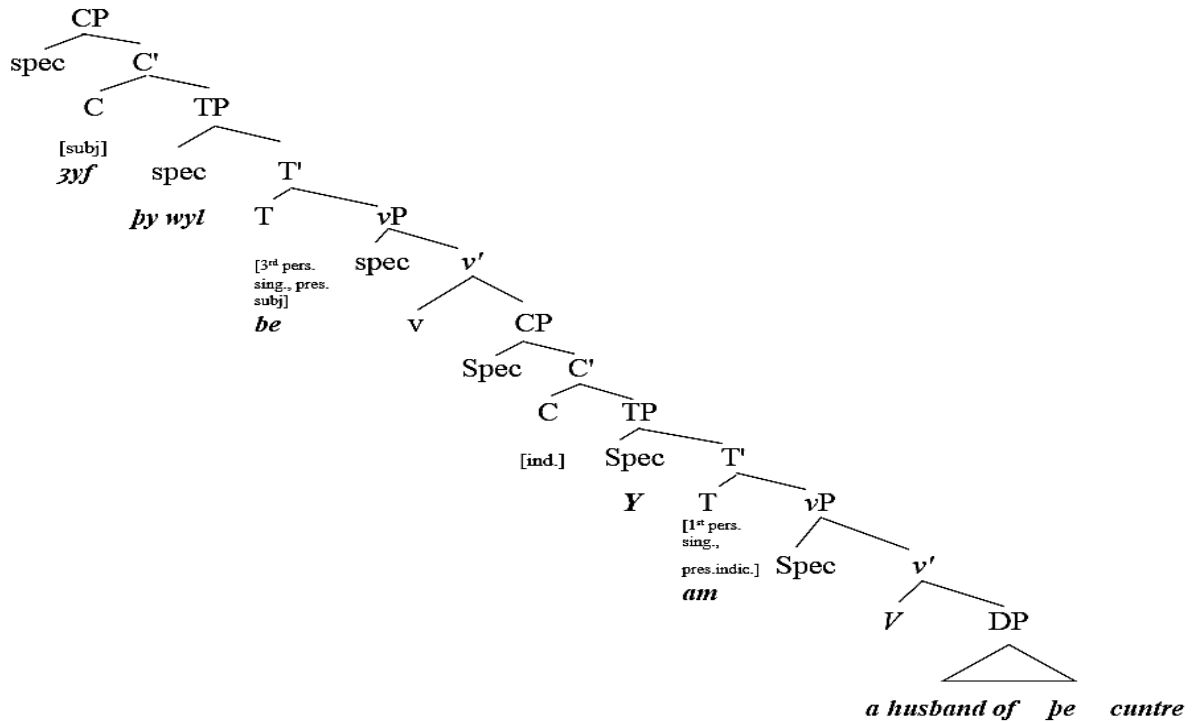 CP
spec C'
C TP
[subj]
ȝyf spec T'
þy wyl T vP
[3rd pers. sing., pres. subj] spec v'
be v CP
Spec C'
C TP
[ind.] Spec T'
Y T vP
[1st pers. sing., pres.indic.] Spec v'
am V DP
a husband of þe cuntre